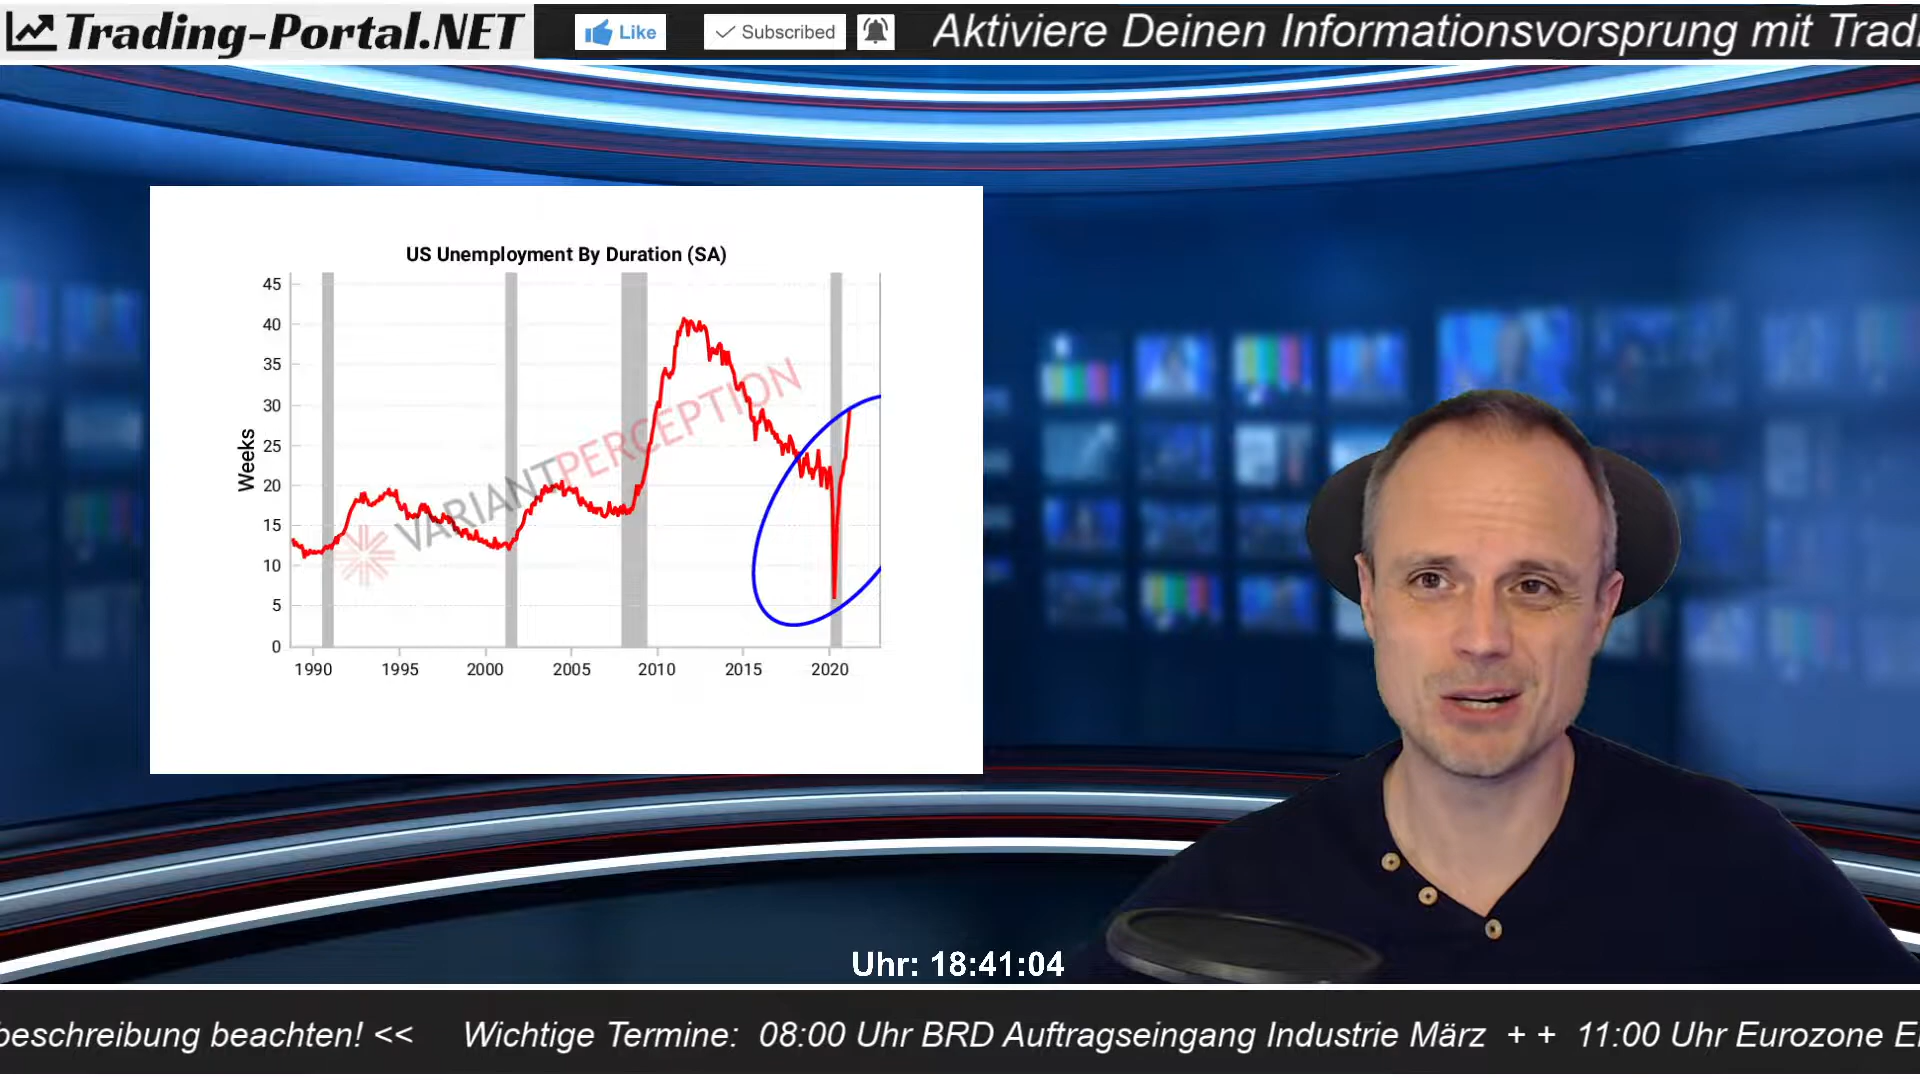 Trading-Portal.NET
Like
Subscribed
Aktiviere Deinen Informationsvorsprung mit Tradi
US Unemployment By Duration (SA)
Weeks
45
40
35
30
25
20
15
10
5
0
1990 1995 2000 2005 2010 2015 2020
VARIANTPERCEPTION
Uhr: 18:41:04
beschreibung beachten! << Wichtige Termine: 08:00 Uhr BRD Auftragseingang Industrie März + + 11:00 Uhr Eurozone E